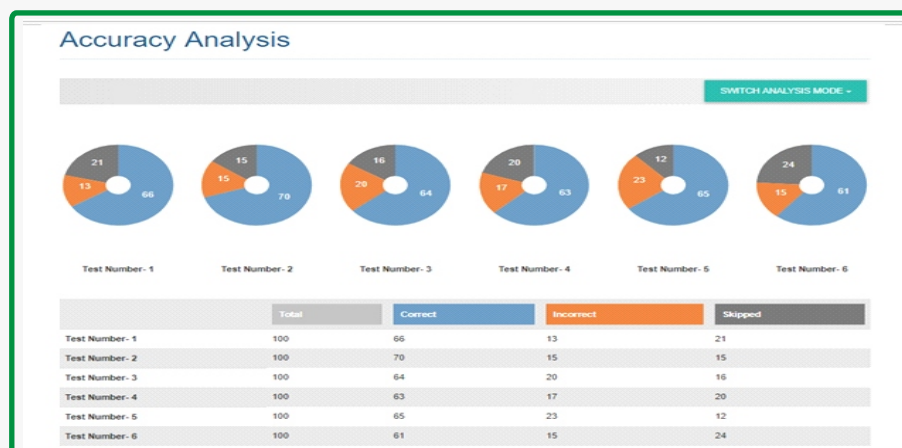 Accuracy Analysis
SWITCH ANALYSIS MODE
21 13 66
15 15 70
16 20 64
20 17 63
12 23 65
24 15 61
Test Number- 1 Test Number- 2 Test Number- 3 Test Number- 4 Test Number- 5 Test Number- 6
Total Correct Incorrect Skipped
Test Number- 1 100 66 13 21
Test Number- 2 100 70 15 15
Test Number- 3 100 64 20 16
Test Number- 4 100 63 17 20
Test Number- 5 100 65 23 12
Test Number- 6 100 61 15 24